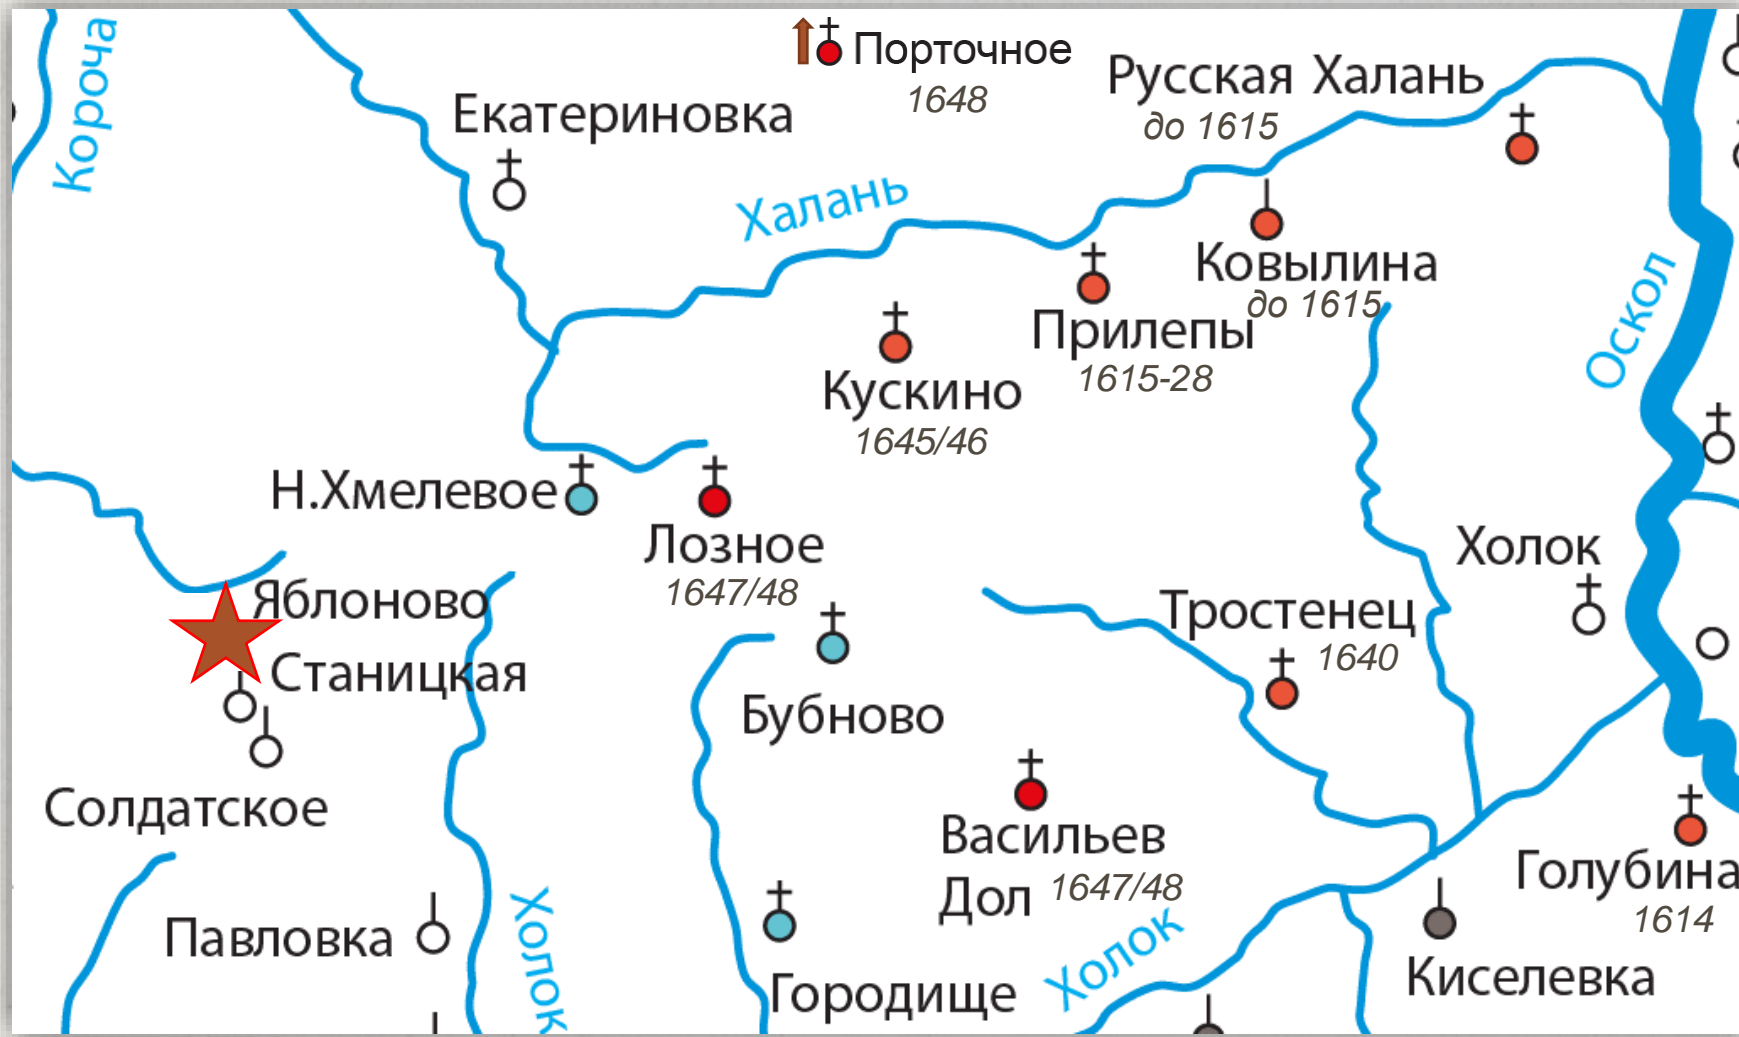 Короча
Порточное
1648
Екатериновка
Русская Халань
до 1615
Халань
Ковылина
до 1615
Оскол
Прилепы
1615-28
Кускино
1645/46
Н.Хмелевое
Лозное
1647/48
Холок
Яблоново
Тростенец
1640
Станицкая
Бубново
Солдатское
Васильев
Дол 1647/48
Голубина
1614
Павловка
Холок
Холок
Городище
Киселевка